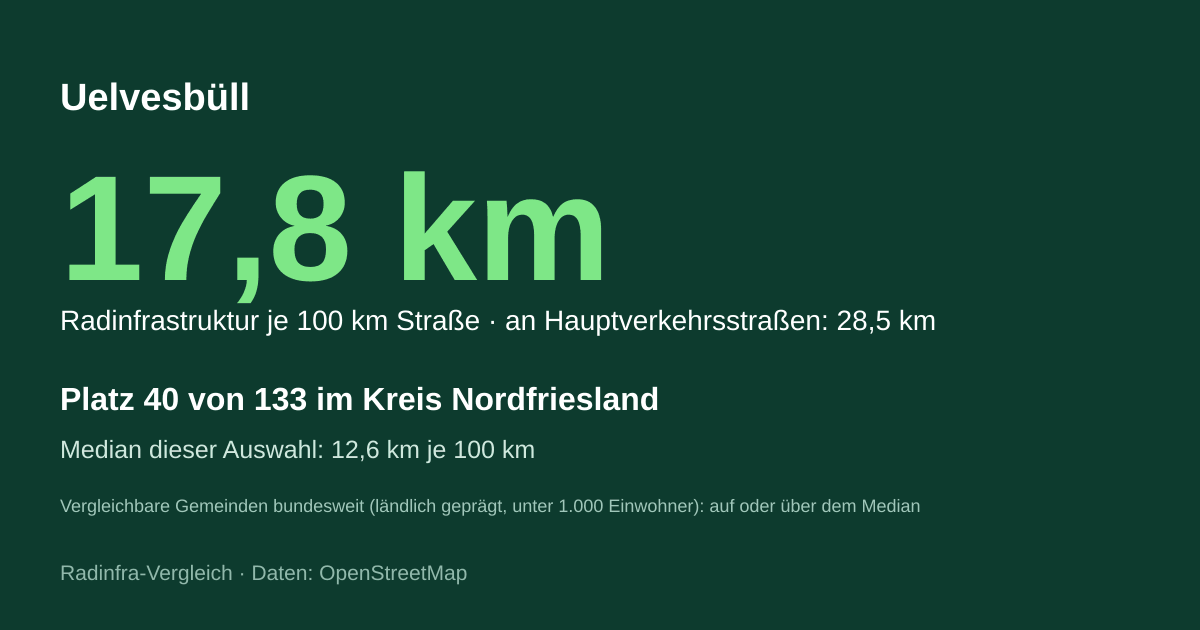 Uelvesbüll
17,8 km
Radinfrastruktur je 100 km Straße · an Hauptverkehrsstraßen: 28,5 km
Platz 40 von 133 im Kreis Nordfriesland
Median dieser Auswahl: 12,6 km je 100 km
Vergleichbare Gemeinden bundesweit (ländlich geprägt, unter 1.000 Einwohner): auf oder über dem Median
Radinfra-Vergleich · Daten: OpenStreetMap